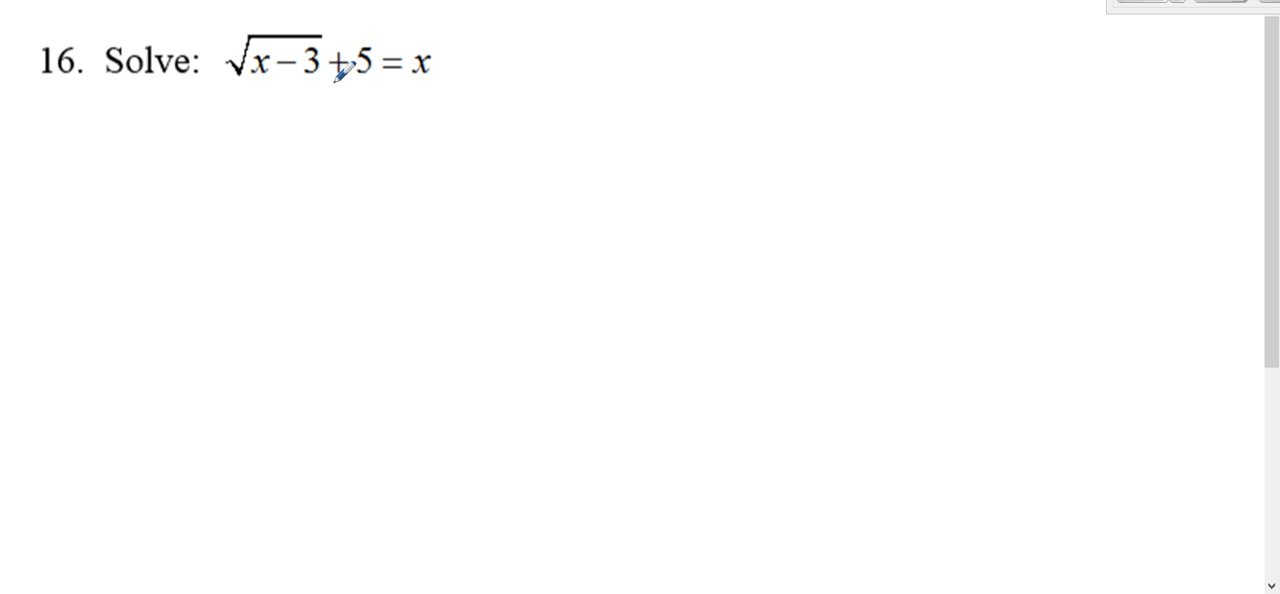 16. Solve: √x − 3 + 5 = x